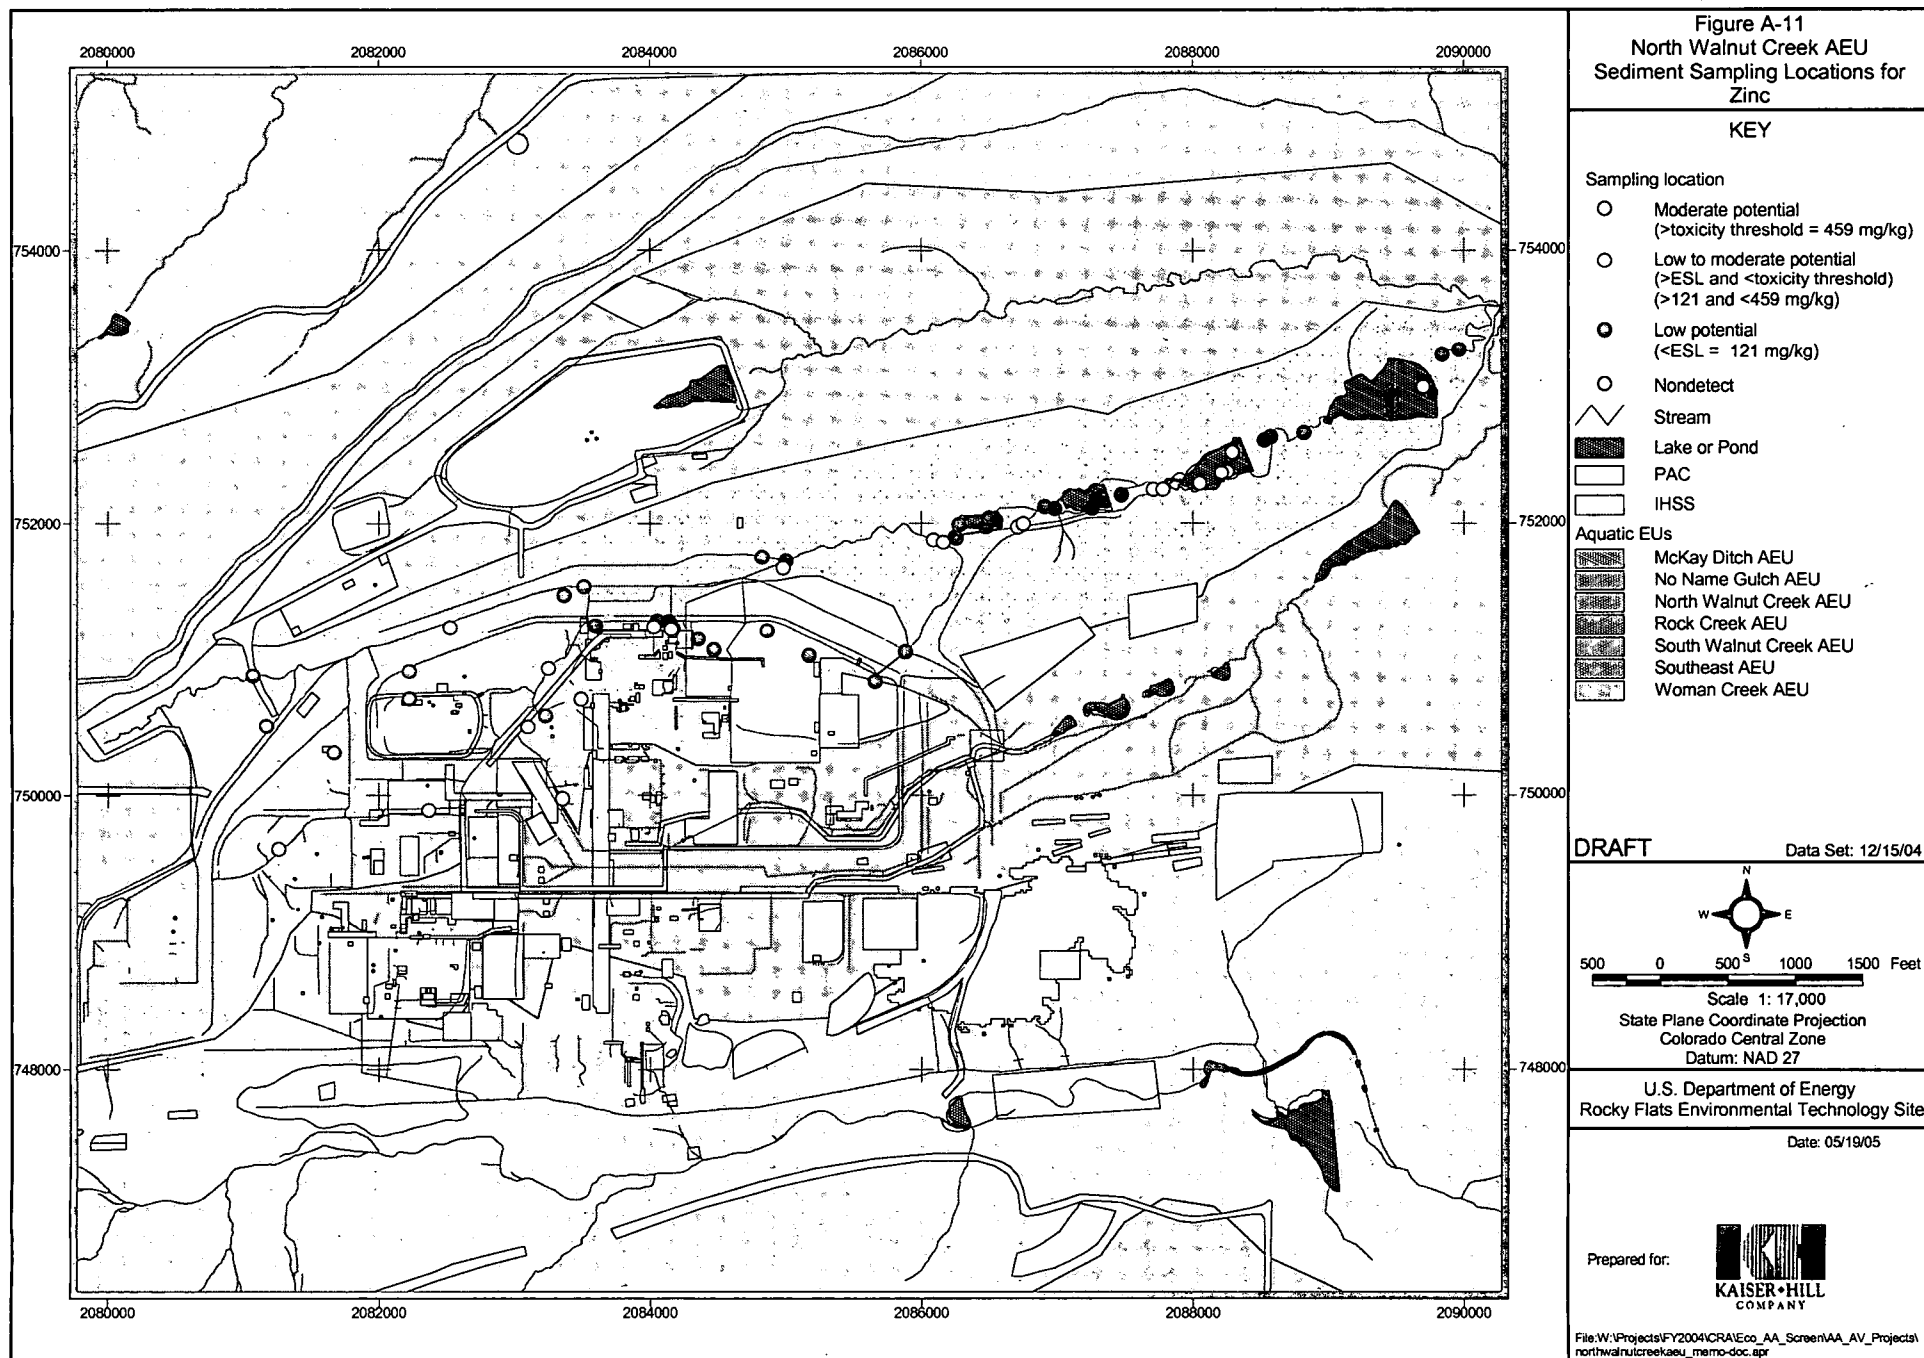 Figure A-11
North Walnut Creek AEU
Sediment Sampling Locations for
Zinc
KEY
Sampling location
Moderate potential
(>toxicity threshold = 459 mg/kg)
Low to moderate potential
(>ESL and <toxicity threshold)
(>121 and <459 mg/kg)
Low potential
(<ESL = 121 mg/kg)
Nondetect
Stream
Lake or Pond
PAC
IHSS
Aquatic EUs
McKay Ditch AEU
No Name Gulch AEU
North Walnut Creek AEU
Rock Creek AEU
South Walnut Creek AEU
Southeast AEU
Woman Creek AEU
DRAFT
Data Set: 12/15/04
N
W E
S
500 0 500 1000 1500 Feet
Scale 1: 17,000
State Plane Coordinate Projection
Colorado Central Zone
Datum: NAD 27
U.S. Department of Energy
Rocky Flats Environmental Technology Site
Date: 05/19/05
Prepared for:
KAISER•HILL
COMPANY
File:W:\Projects\FY2004\CRA\Eco_AA_Screen\AA_AV_Projects\
northwalnutcreekaeu_memo-doc.apr
2080000 2082000 2084000 2086000 2088000 2090000
754000 754000
752000 752000
750000 750000
748000 748000
2080000 2082000 2084000 2086000 2088000 2090000